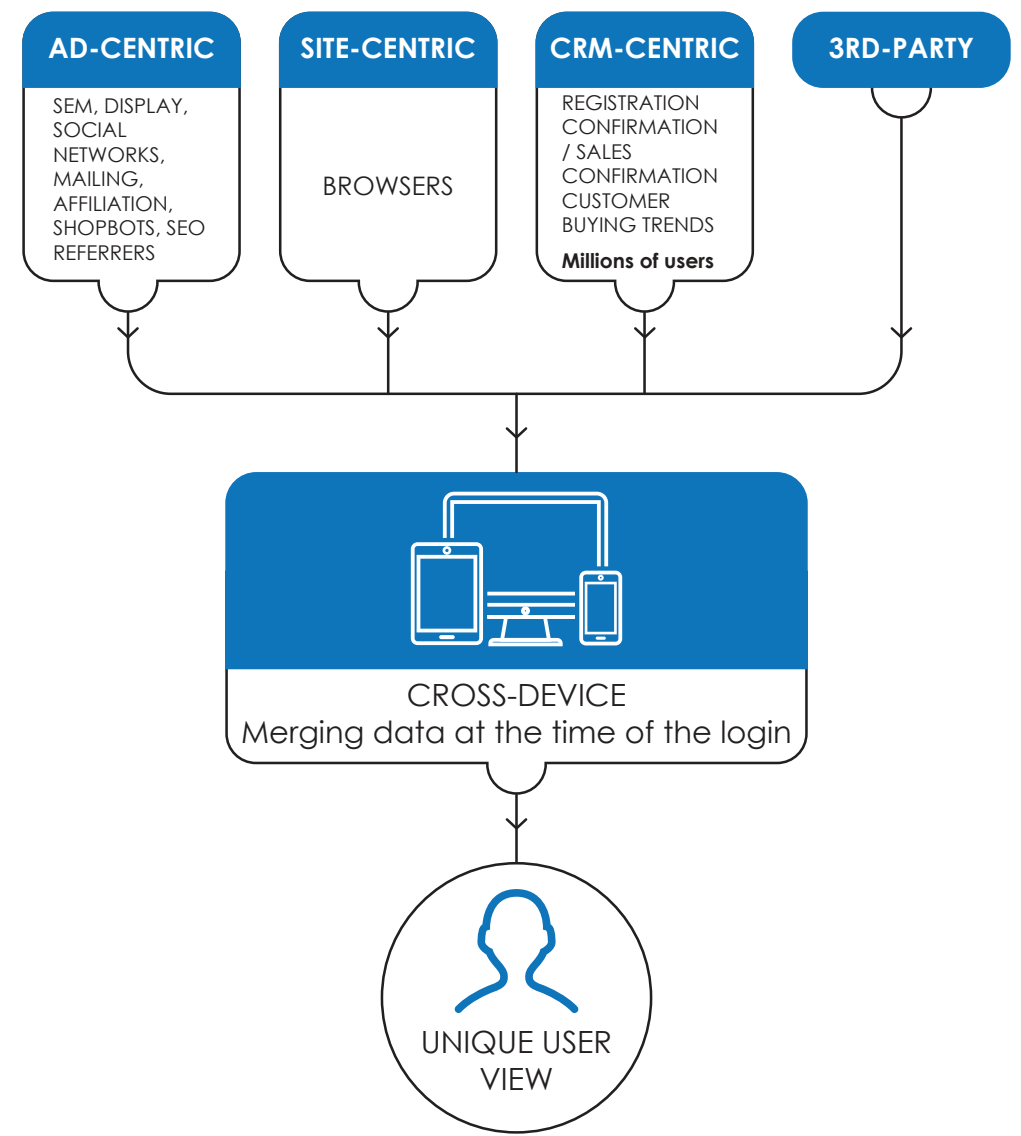 AD-CENTRIC
SEM, DISPLAY,
SOCIAL
NETWORKS,
MAILING,
AFFILIATION,
SHOPBOTS, SEO
REFERRERS
SITE-CENTRIC
BROWSERS
CRM-CENTRIC
REGISTRATION
CONFIRMATION
/ SALES
CONFIRMATION
CUSTOMER
BUYING TRENDS
Millions of users
3RD-PARTY
CROSS-DEVICE
Merging data at the time of the login
UNIQUE USER
VIEW